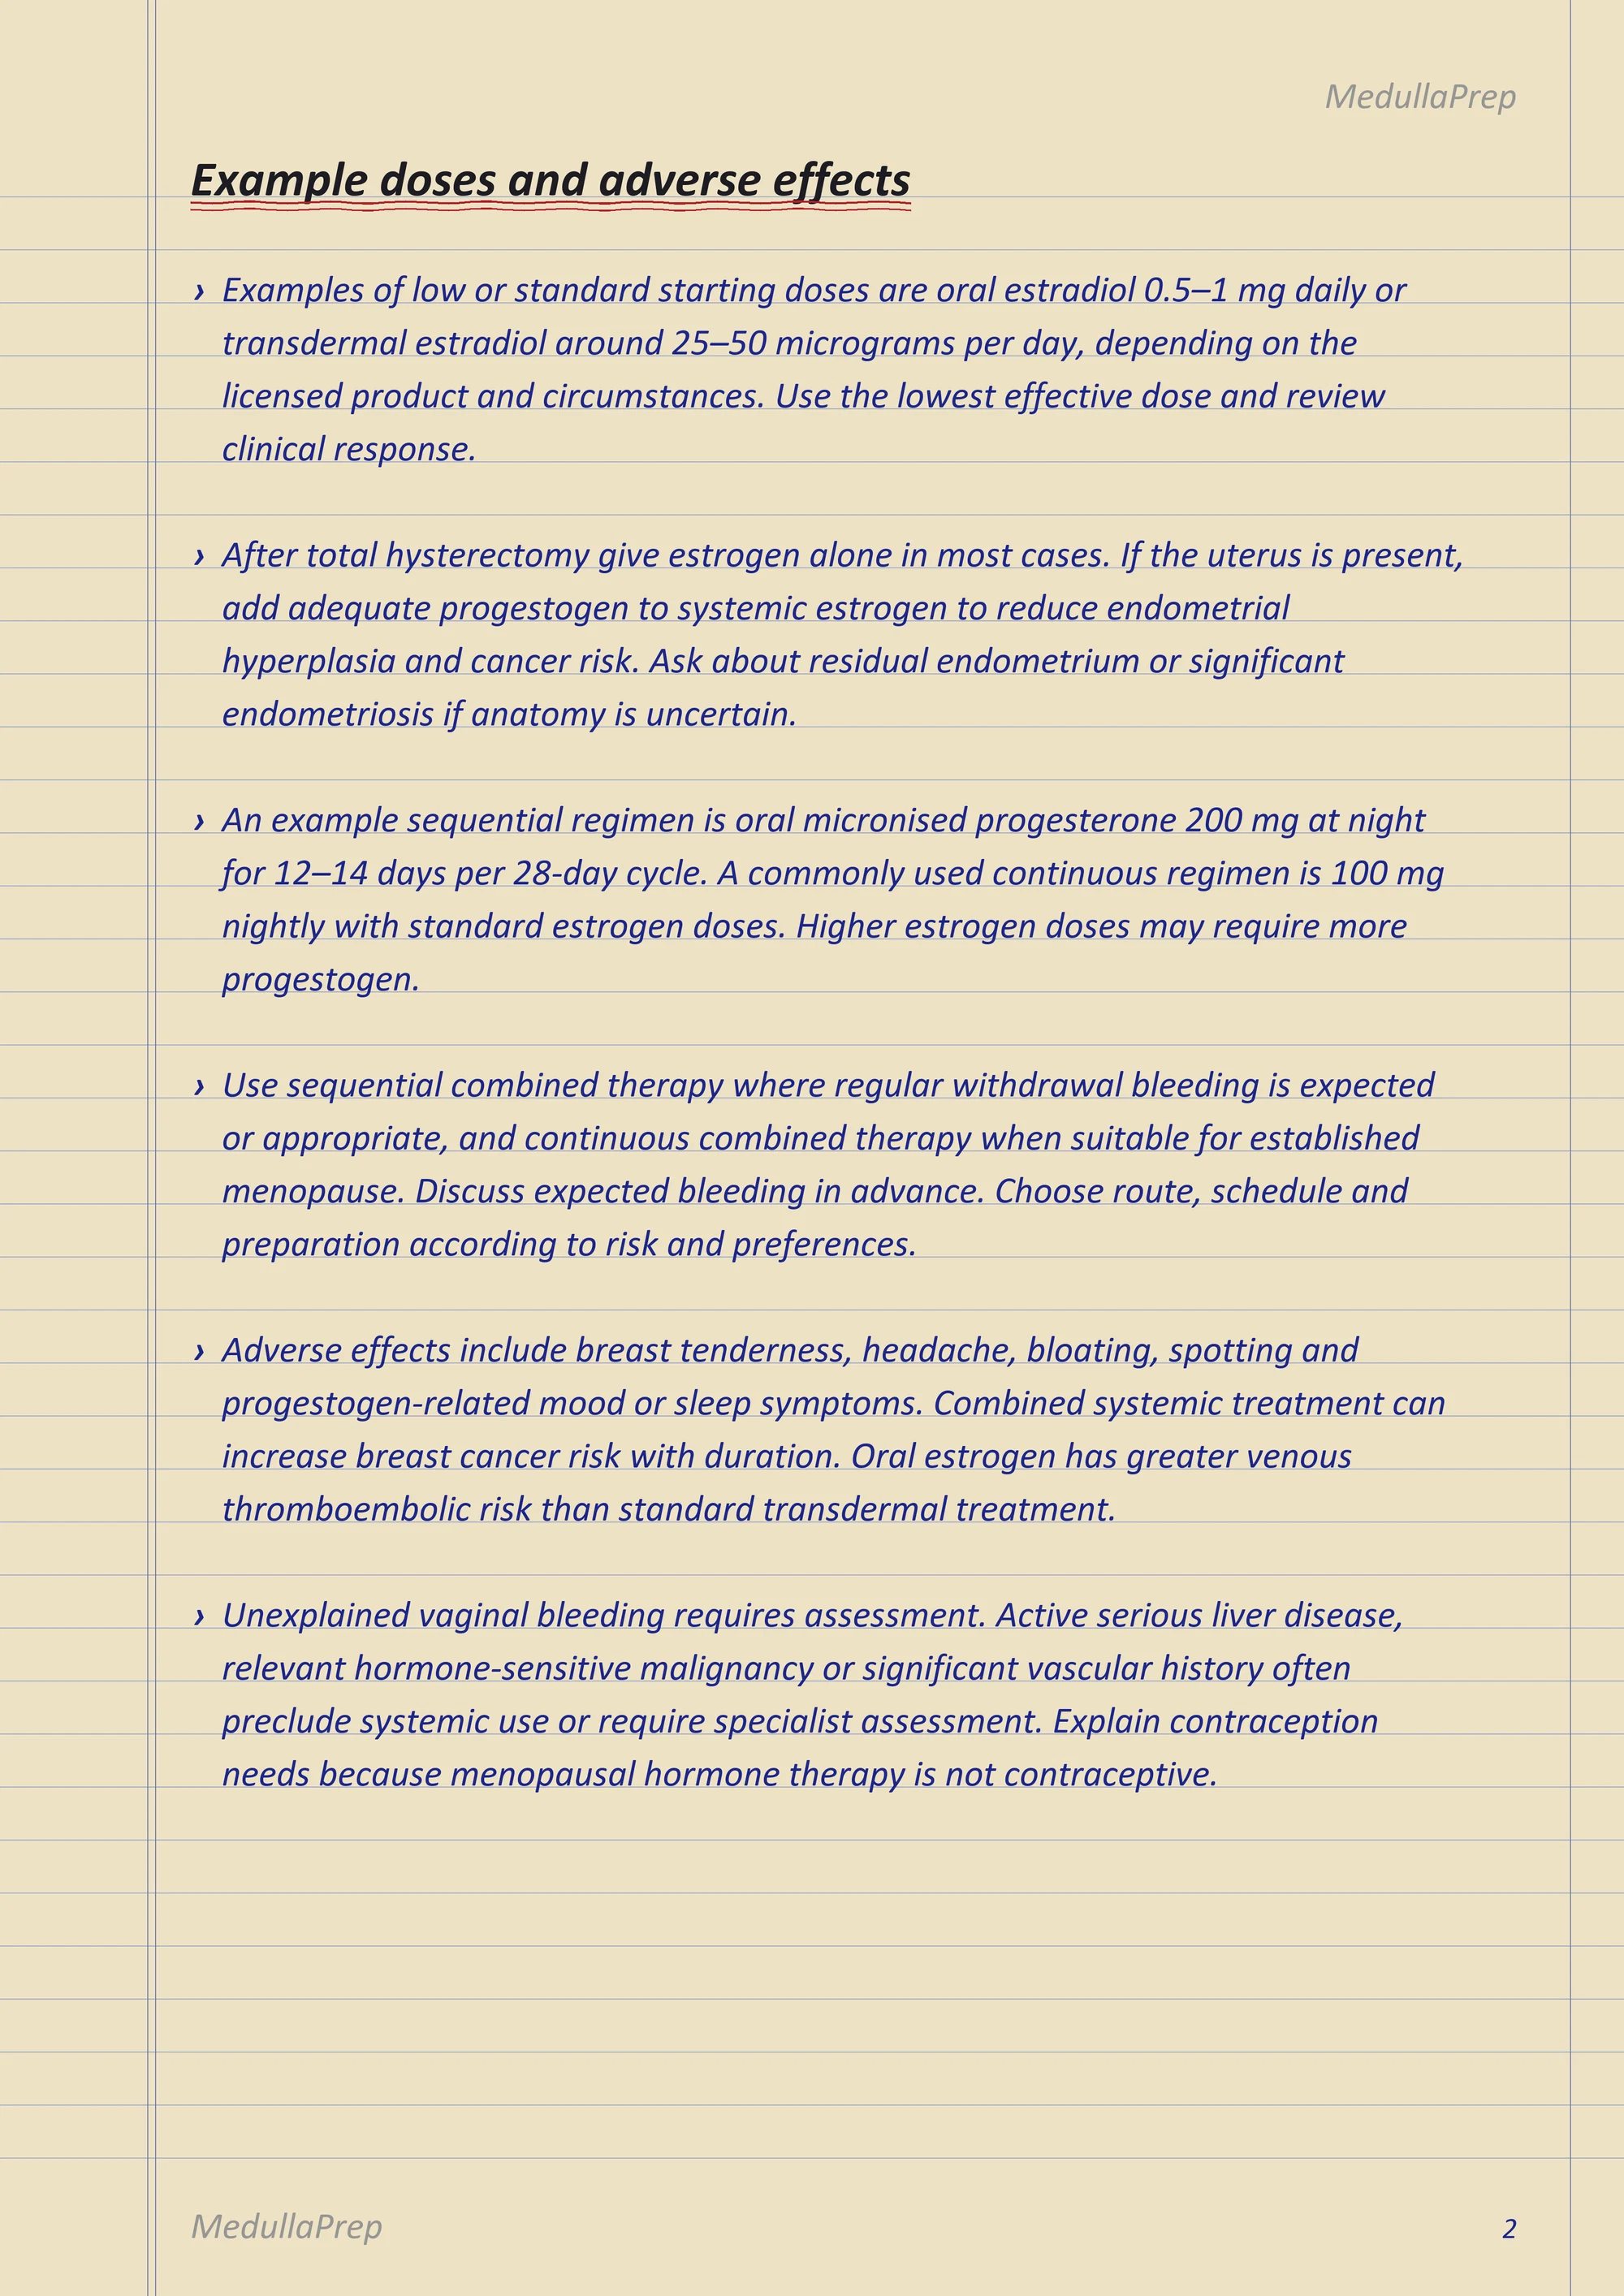 MedullaPrep
Example doses and adverse effects
› Examples of low or standard starting doses are oral estradiol 0.5–1 mg daily or
transdermal estradiol around 25–50 micrograms per day, depending on the
licensed product and circumstances. Use the lowest effective dose and review
clinical response.
› After total hysterectomy give estrogen alone in most cases. If the uterus is present,
add adequate progestogen to systemic estrogen to reduce endometrial
hyperplasia and cancer risk. Ask about residual endometrium or significant
endometriosis if anatomy is uncertain.
› An example sequential regimen is oral micronised progesterone 200 mg at night
for 12–14 days per 28-day cycle. A commonly used continuous regimen is 100 mg
nightly with standard estrogen doses. Higher estrogen doses may require more
progestogen.
› Use sequential combined therapy where regular withdrawal bleeding is expected
or appropriate, and continuous combined therapy when suitable for established
menopause. Discuss expected bleeding in advance. Choose route, schedule and
preparation according to risk and preferences.
› Adverse effects include breast tenderness, headache, bloating, spotting and
progestogen-related mood or sleep symptoms. Combined systemic treatment can
increase breast cancer risk with duration. Oral estrogen has greater venous
thromboembolic risk than standard transdermal treatment.
› Unexplained vaginal bleeding requires assessment. Active serious liver disease,
relevant hormone-sensitive malignancy or significant vascular history often
preclude systemic use or require specialist assessment. Explain contraception
needs because menopausal hormone therapy is not contraceptive.
MedullaPrep
2